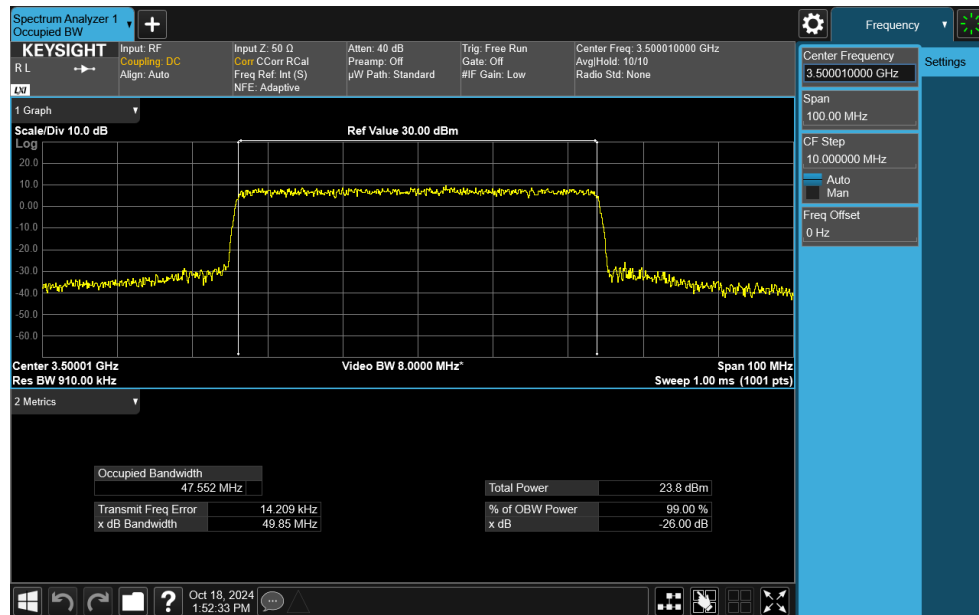 Spectrum Analyzer 1
Occupied BW
Frequency
KEYSIGHT
R L
LXI
Input: RF
Coupling: DC
Align: Auto
Input Z: 50 Ω
Corr CCorr RCal
Freq Ref: Int (S)
NFE: Adaptive
Atten: 40 dB
Preamp: Off
µW Path: Standard
Trig: Free Run
Gate: Off
#IF Gain: Low
Center Freq: 3.500010000 GHz
Avg|Hold: 10/10
Radio Std: None
Center Frequency
3.500010000 GHz
Settings
Span
100.00 MHz
CF Step
10.000000 MHz
Auto
Man
Freq Offset
0 Hz
1 Graph
Scale/Div 10.0 dB
Ref Value 30.00 dBm
Log
20.0
10.0
0.00
-10.0
-20.0
-30.0
-40.0
-50.0
-60.0
Center 3.50001 GHz
Video BW 8.0000 MHz*
Span 100 MHz
Res BW 910.00 kHz
Sweep 1.00 ms (1001 pts)
2 Metrics
Occupied Bandwidth
47.552 MHz
Total Power 23.8 dBm
Transmit Freq Error 14.209 kHz
% of OBW Power 99.00 %
x dB Bandwidth 49.85 MHz
x dB -26.00 dB
?
Oct 18, 2024
1:52:33 PM